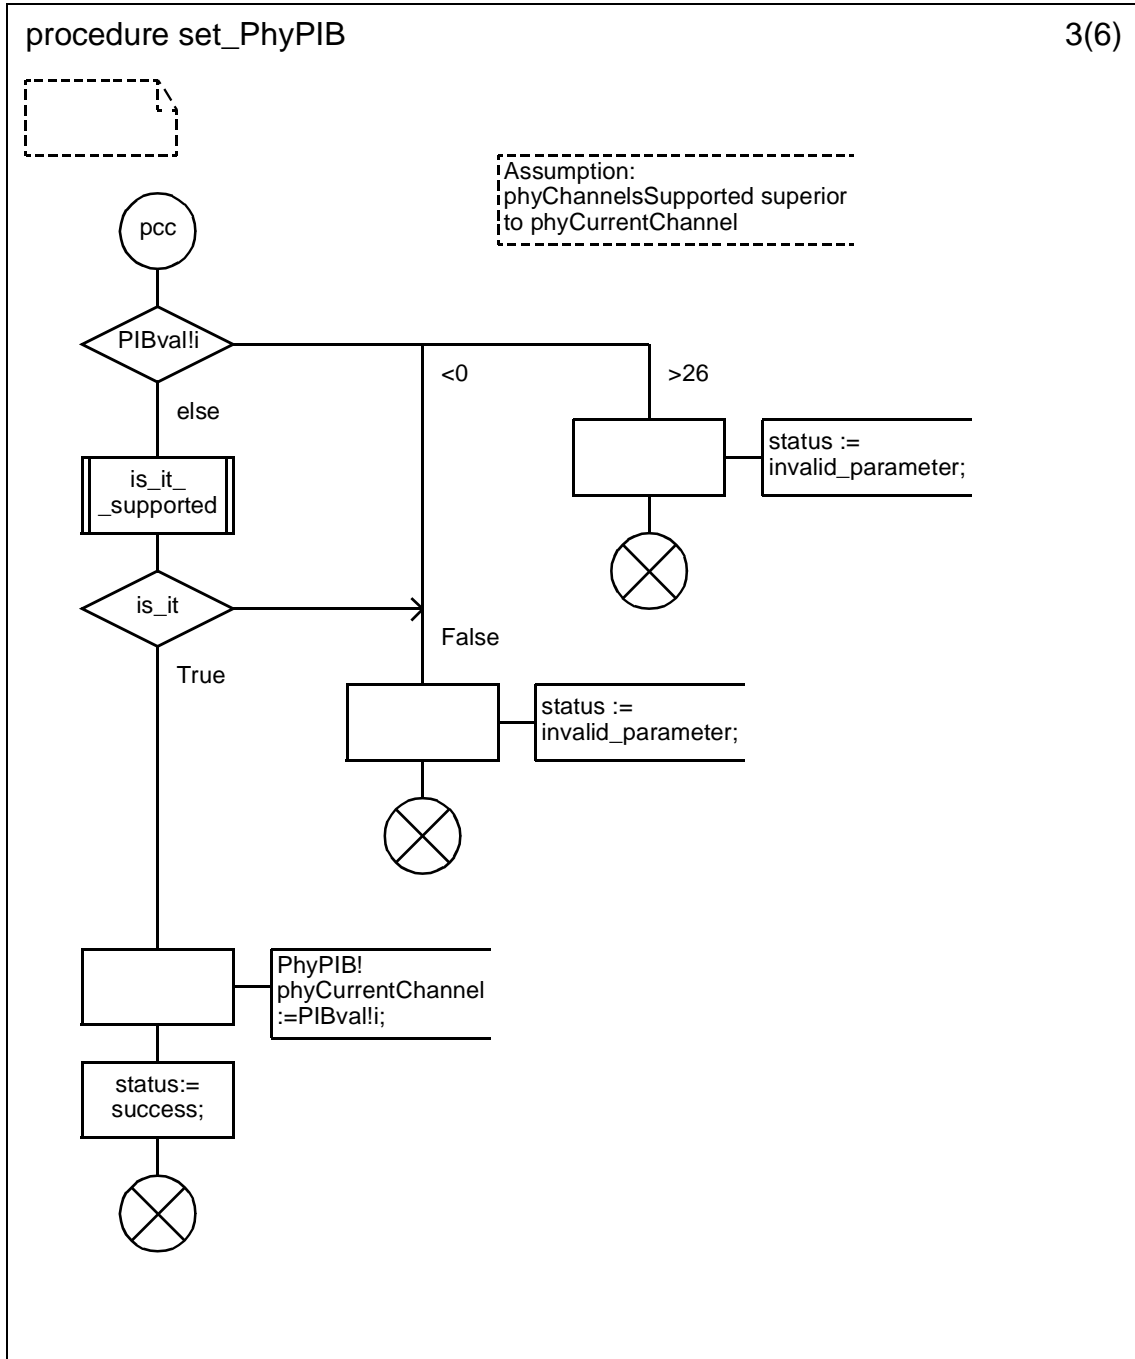 procedure set_PhyPIB
3(6)
Assumption:
phyChannelsSupported superior
to phyCurrentChannel
pcc
PIBval!i
<0
>26
else
status :=
invalid_parameter;
is_it_
_supported
is_it
False
True
status :=
invalid_parameter;
PhyPIB!
phyCurrentChannel
:=PIBval!i;
status:=
success;